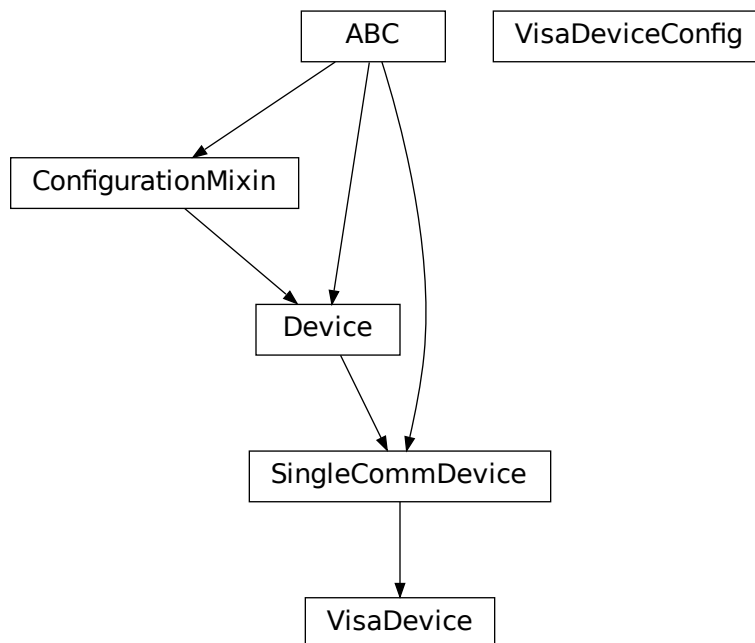 ABC
VisaDeviceConfig
ConfigurationMixin
Device
SingleCommDevice
VisaDevice